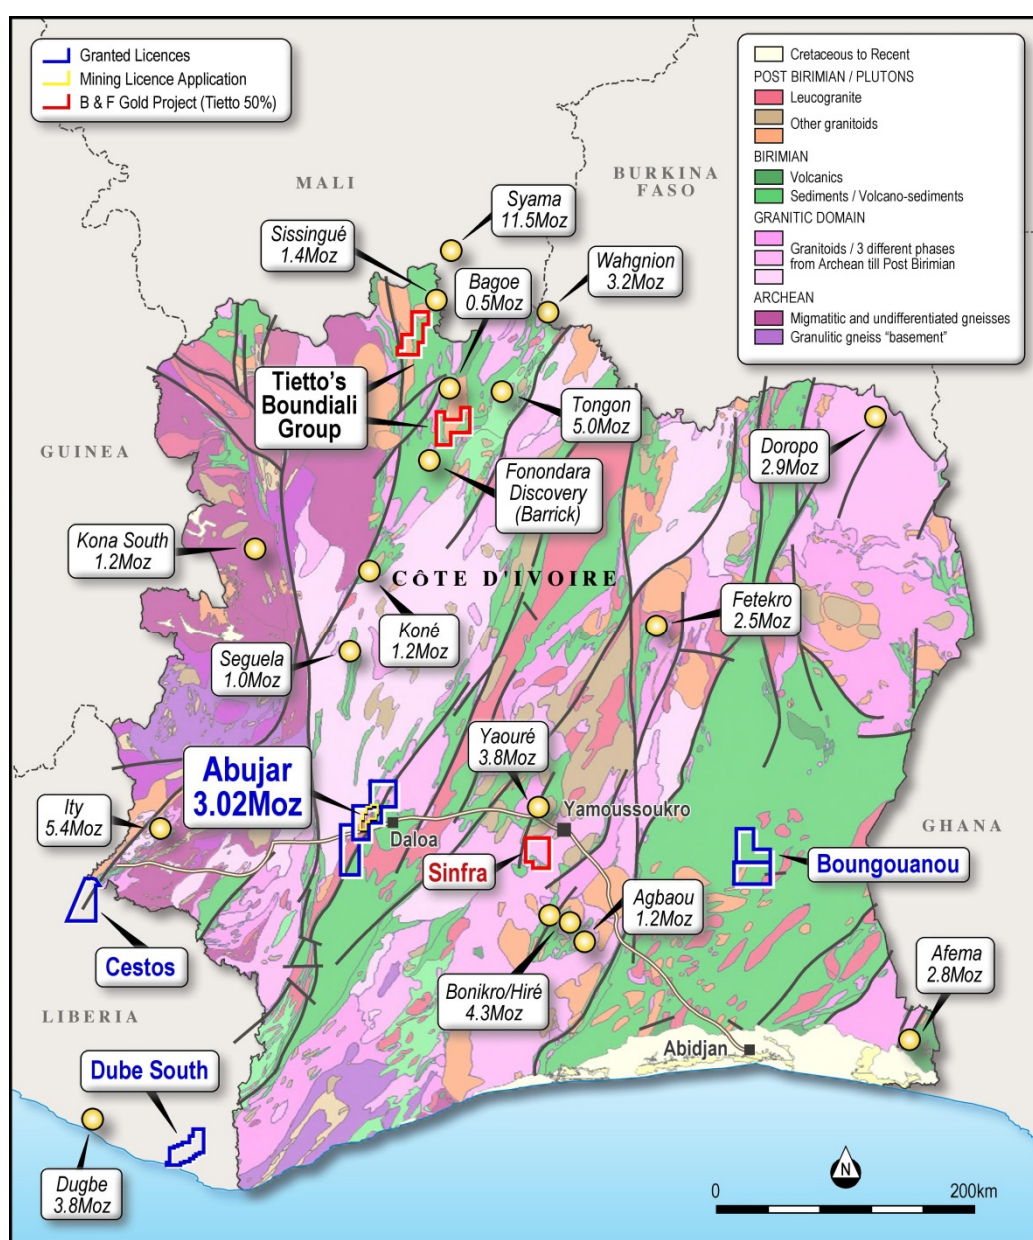 Granted Licences
Mining Licence Application
B & F Gold Project (Tietto 50%)
Cretaceous to Recent
POST BIRIMIAN / PLUTONS
Leucogranite
Other granitoids
BIRIMIAN
Volcanics
Sediments / Volcano-sediments
GRANITIC DOMAIN
Granitoids / 3 different phases
from Archean till Post Birimian
ARCHEAN
Migmatitic and undifferentiated gneisses
Granulitic gneiss “basement”
MALI
BURKINA
FASO
Syama
11.5Moz
Sissingué
1.4Moz
Wahgnion
3.2Moz
Bagoe
0.5Moz
Tietto's
Boundiali
Group
Tongon
5.0Moz
Doropo
2.9Moz
GUINEA
Fonondara
Discovery
(Barrick)
Kona South
1.2Moz
CÔTE D'IVOIRE
Koné
1.2Moz
Fetekro
2.5Moz
Seguela
1.0Moz
Yaouré
3.8Moz
Abujar
3.02Moz
Ity
5.4Moz
Daloa
Yamoussoukro
GHANA
Sinfra
Boungouanou
Agbaou
1.2Moz
Cestos
Bonikro/Hiré
4.3Moz
Afema
2.8Moz
LIBERIA
Abidjan
Dube South
Dugbe
3.8Moz
N
0 200km